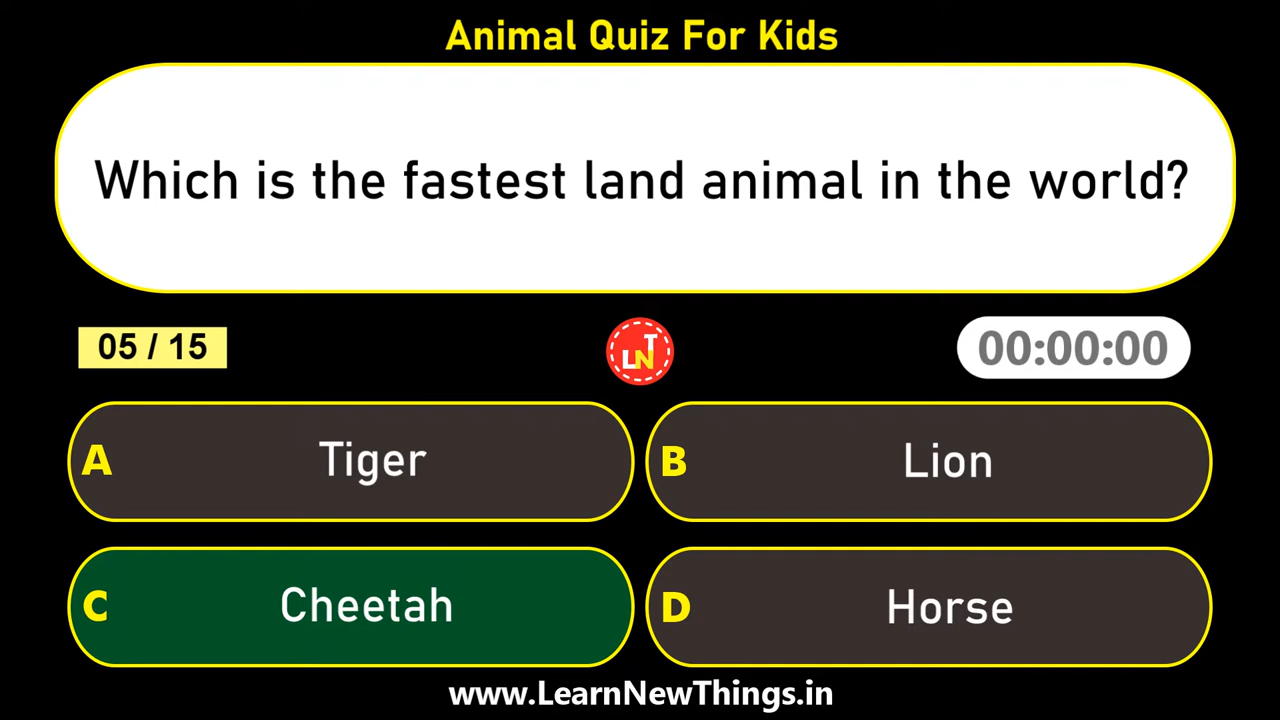 Animal Quiz For Kids
Which is the fastest land animal in the world?
05 / 15
LNT
00:00:00
A Tiger
B Lion
C Cheetah
D Horse
www.LearnNewThings.in